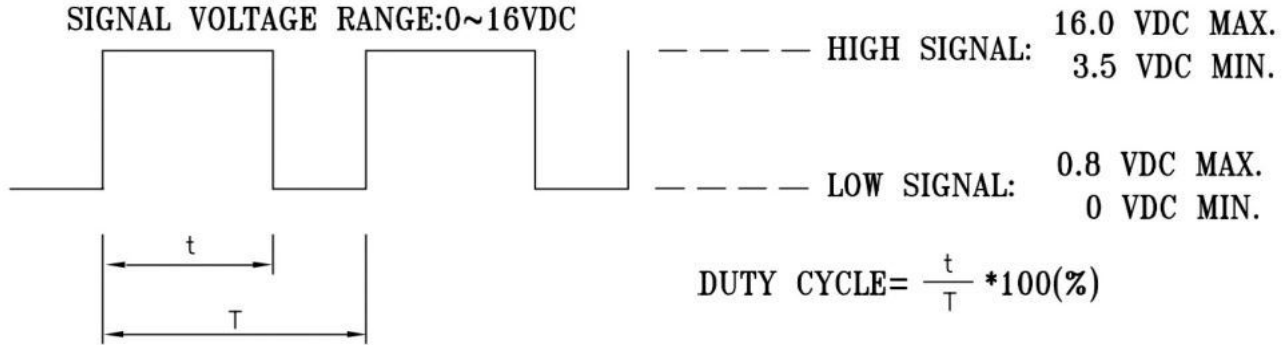 SIGNAL VOLTAGE RANGE:0~16VDC
HIGH SIGNAL: 16.0 VDC MAX.
3.5 VDC MIN.
LOW SIGNAL: 0.8 VDC MAX.
0 VDC MIN.
t
T
DUTY CYCLE= t/T *100(%)